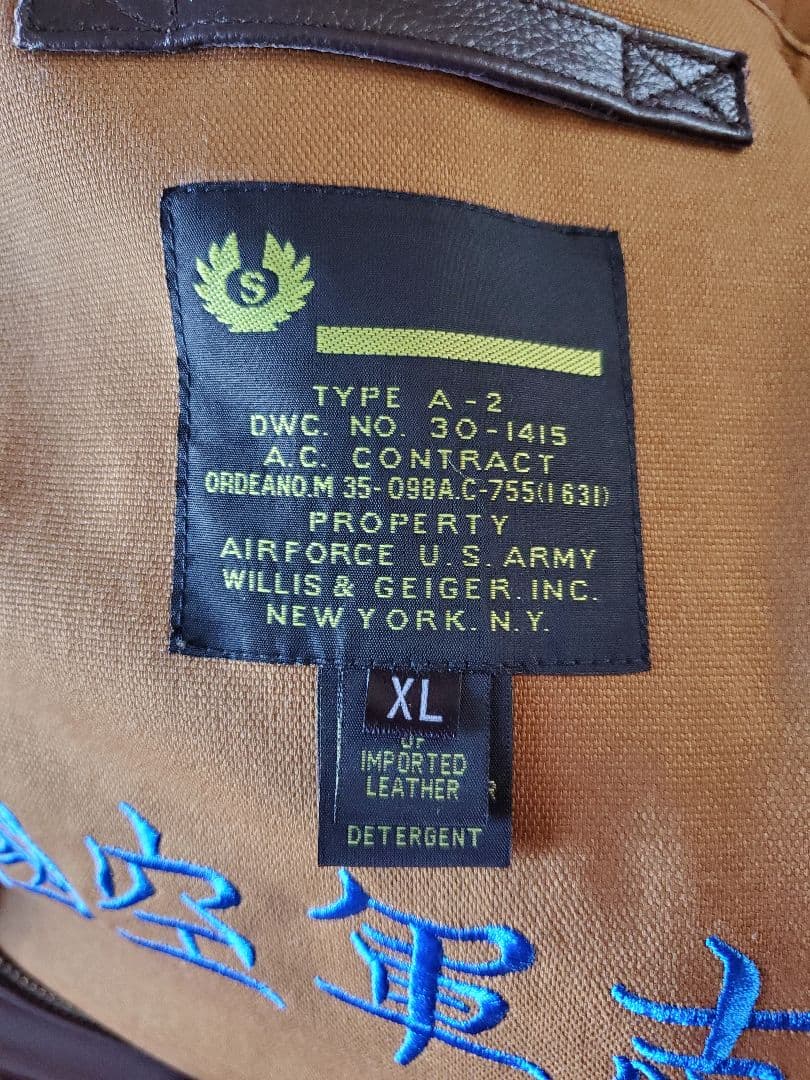 S
TYPE A-2
DWC. NO. 30-1415
A.C. CONTRACT
ORDEANO.M 35-098A.C-755(1631)
PROPERTY
AIRFORCE U.S. ARMY
WILLIS & GEIGER. INC.
NEW YORK. N.Y.
XL
OF
IMPORTED
LEATHER R
DETERGENT
空軍